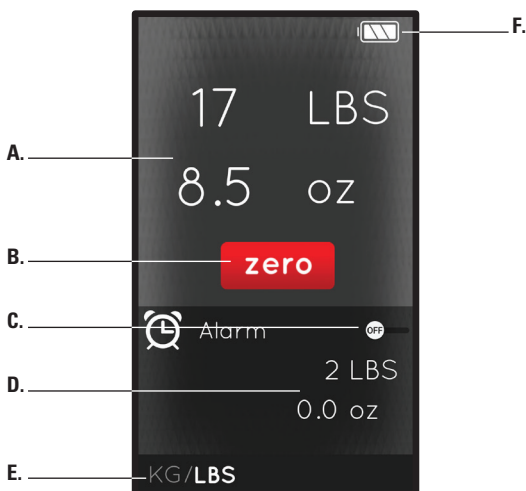 F.
17 LBS
A.
8.5 oz
B. zero
C. Alarm OFF
2 LBS
D.
0.0 oz
E. KG/LBS